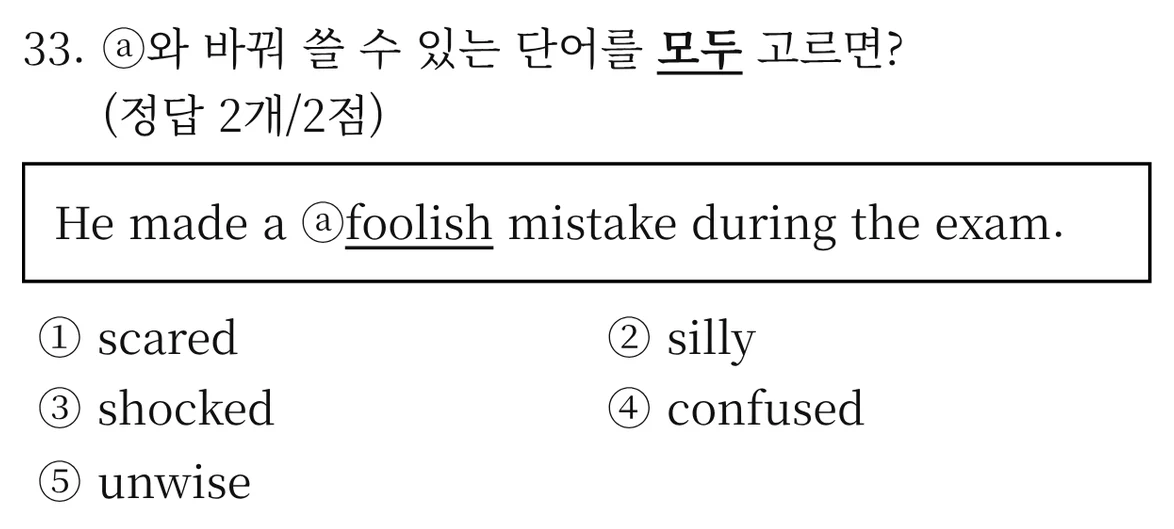 33. ⓐ와 바꿔 쓸 수 있는 단어를 모두 고르면?
(정답 2개/2점)
He made a ⓐfoolish mistake during the exam.
① scared
② silly
③ shocked
④ confused
⑤ unwise